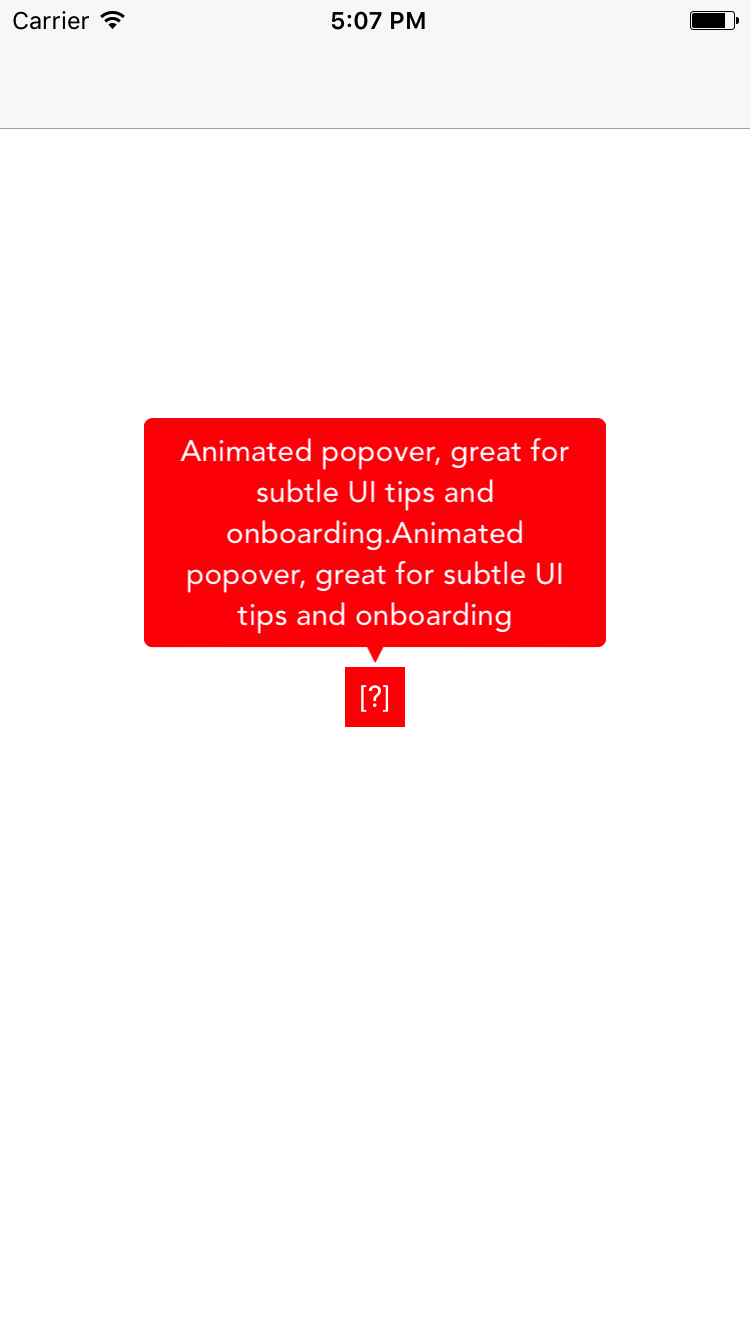 Carrier 5:07 PM
Animated popover, great for
subtle UI tips and
onboarding.Animated
popover, great for subtle UI
tips and onboarding
[?]